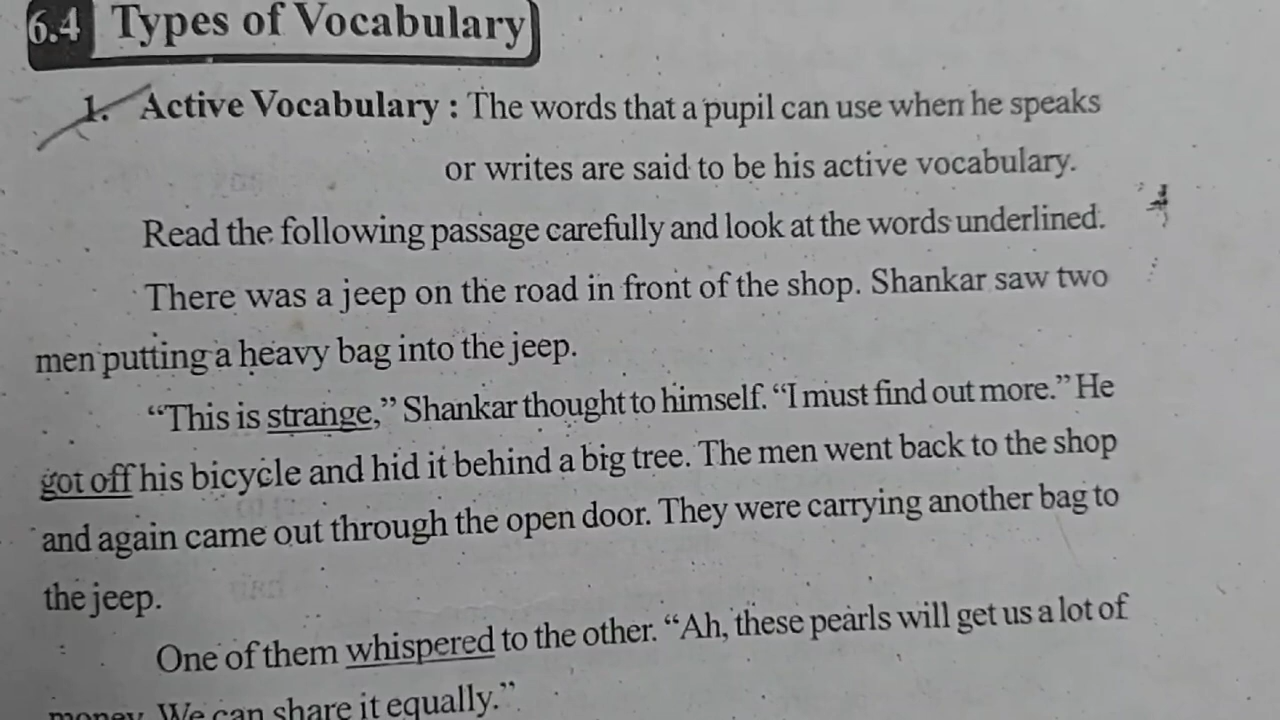 6.4 Types of Vocabulary
1. Active Vocabulary : The words that a pupil can use when he speaks
or writes are said to be his active vocabulary.
Read the following passage carefully and look at the words underlined.
There was a jeep on the road in front of the shop. Shankar saw two
men putting a heavy bag into the jeep.
“This is strange,” Shankar thought to himself. “I must find out more.” He
got off his bicycle and hid it behind a big tree. The men went back to the shop
and again came out through the open door. They were carrying another bag to
the jeep.
One of them whispered to the other. “Ah, these pearls will get us a lot of
money. We can share it equally.”